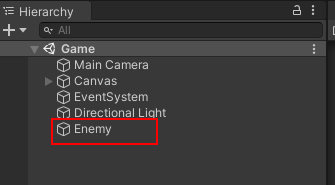 Hierarchy
All
Game
Main Camera
Canvas
EventSystem
Directional Light
Enemy